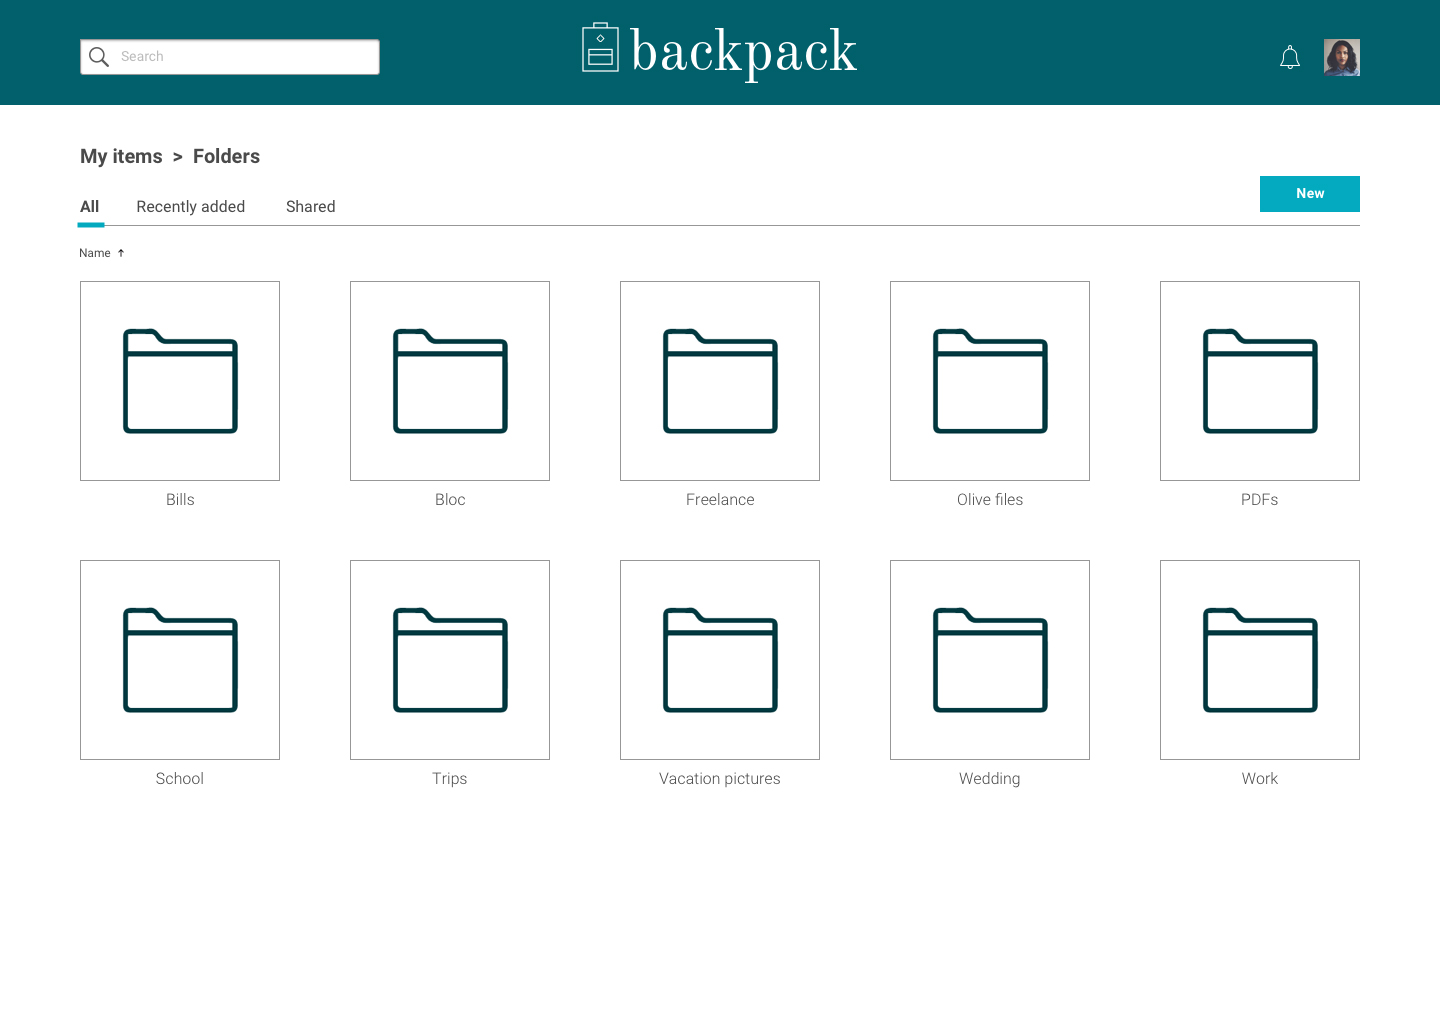 Search
backpack
My items > Folders
All Recently added Shared
New
Name ↑
Bills Bloc Freelance Olive files PDFs
School Trips Vacation pictures Wedding Work